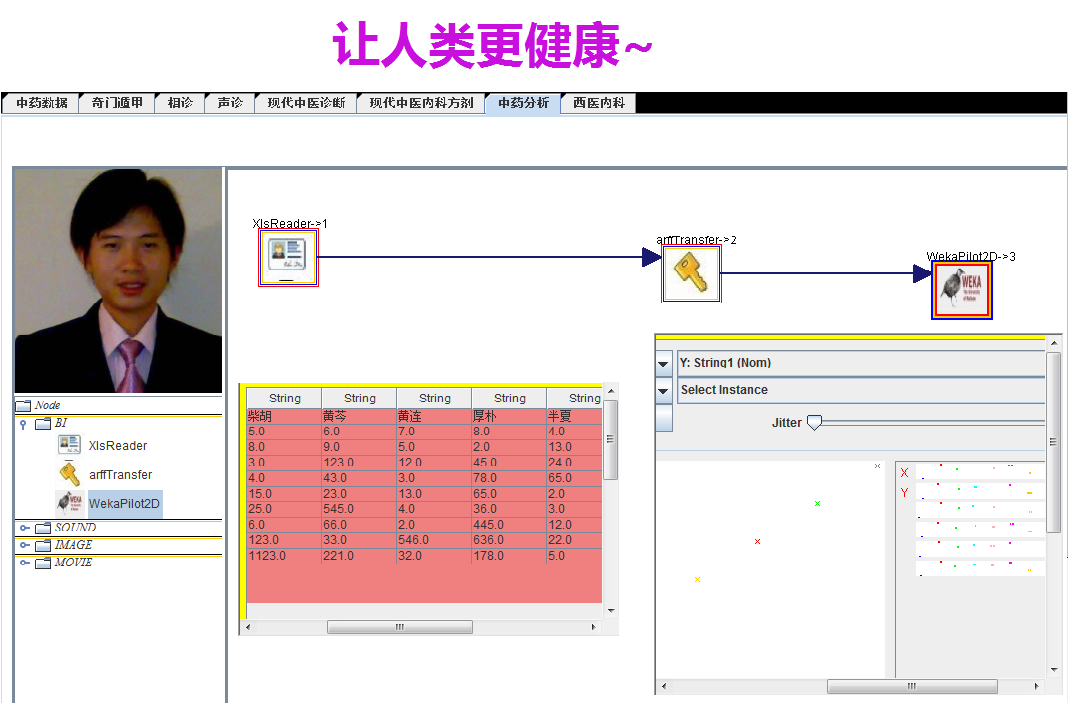 让人类更健康~
中药数据 奇门遁甲 相诊 声诊 现代中医诊断 现代中医内科方剂 中药分析 西医内科
XlsReader->1
arffTransfer->2
WekaPilot2D->3
WEKA
Node
BI
XlsReader
arffTransfer
WekaPilot2D
SOUND
IMAGE
MOVIE
String String String String String
柴胡 黄芩 黄连 厚朴 半夏
5.0 6.0 7.0 8.0 4.0
8.0 9.0 5.0 2.0 13.0
3.0 123.0 12.0 45.0 24.0
4.0 43.0 3.0 78.0 65.0
15.0 23.0 13.0 65.0 2.0
25.0 545.0 4.0 36.0 3.0
6.0 66.0 2.0 445.0 12.0
123.0 33.0 546.0 636.0 22.0
1123.0 221.0 32.0 178.0 5.0
Y: String1 (Nom)
Select Instance
Jitter
X
Y